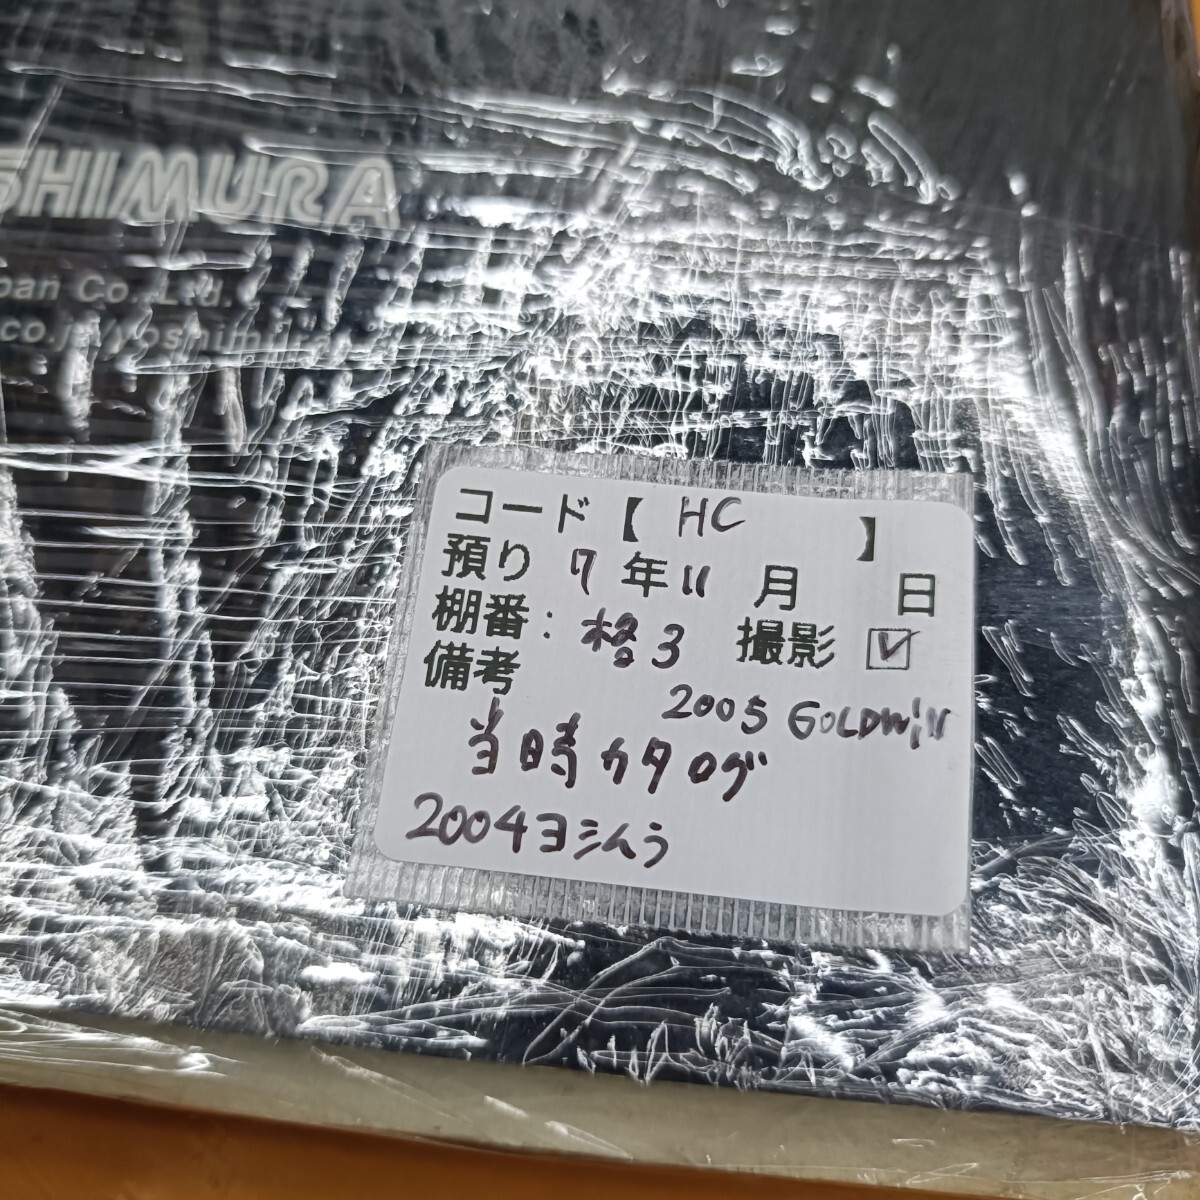 SHIMURA
pan Co., Ltd.
co.jp/yoshimura
コード【 HC 】
預り 7年11月 日
棚番: 格3 撮影 ☑
備考
2005 GOLDWiN
当時カタログ
2004ヨシムラ